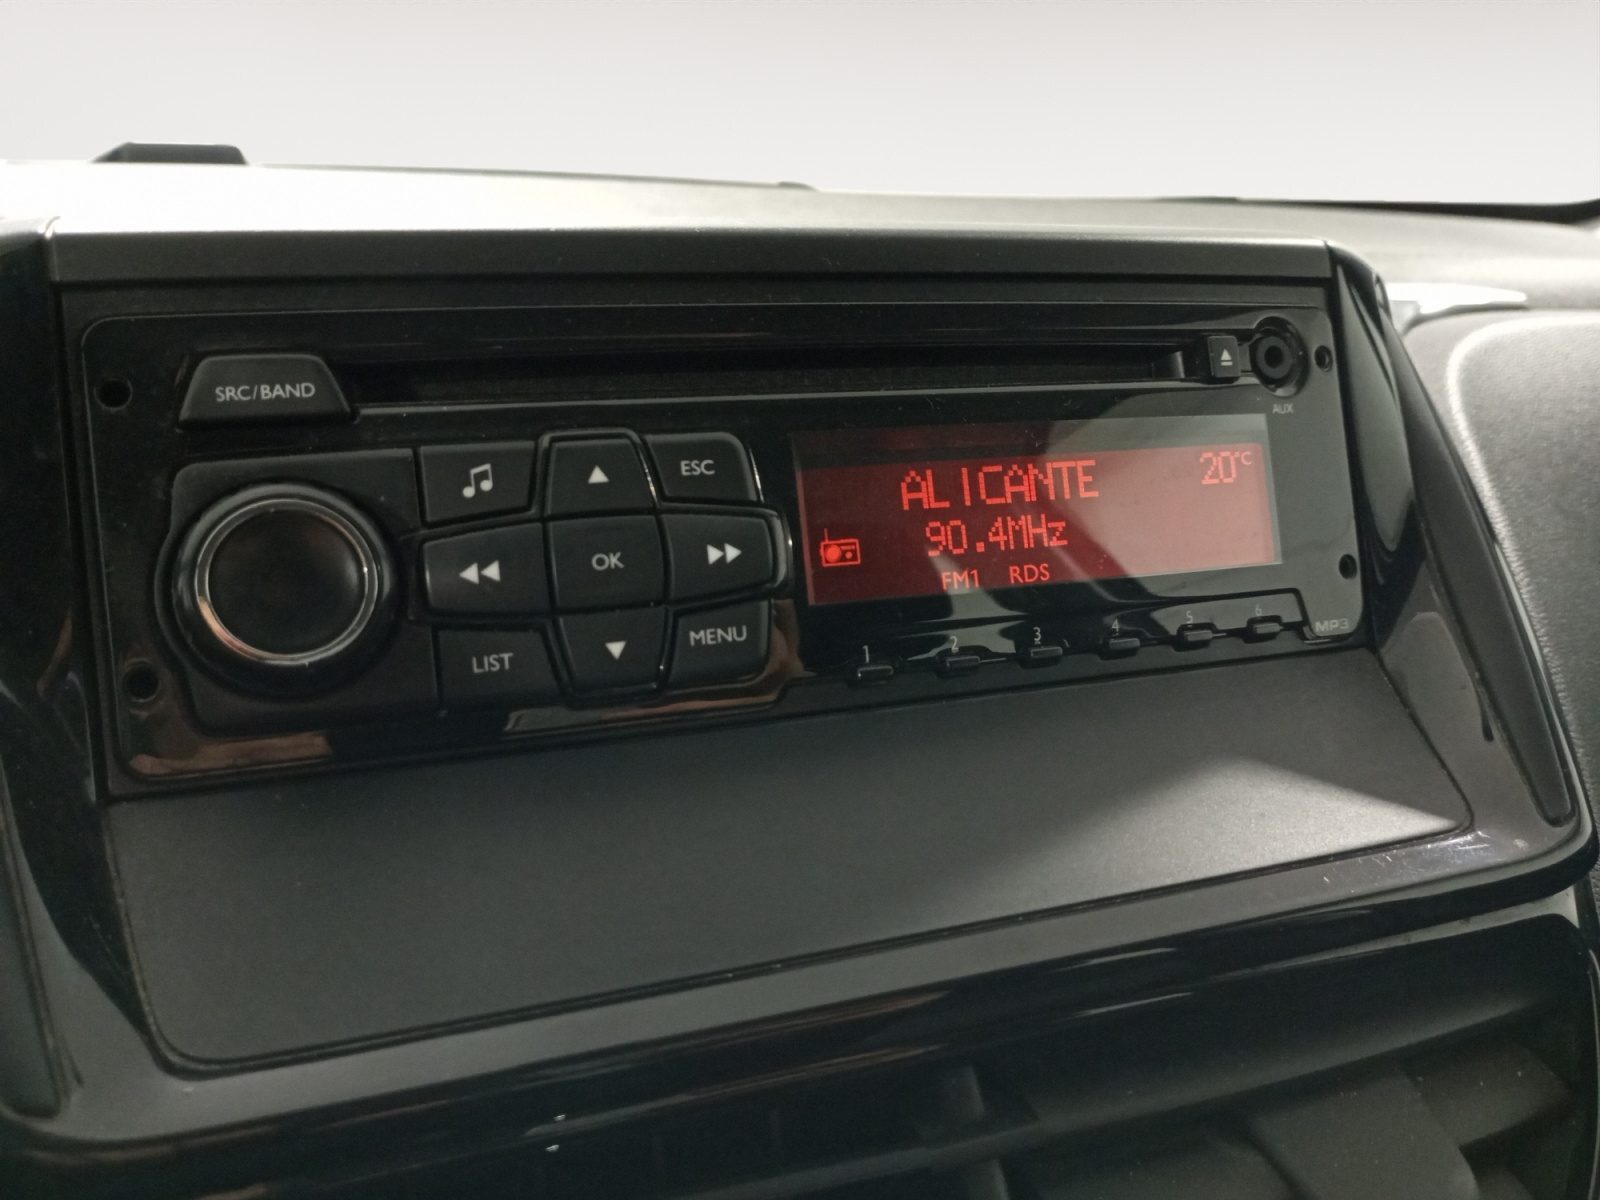 SRC/BAND
AUX
ESC
OK
LIST
MENU
ALICANTE
20°C
90.4MHz
FM1 RDS
1 2 3 4 5 6
MP3